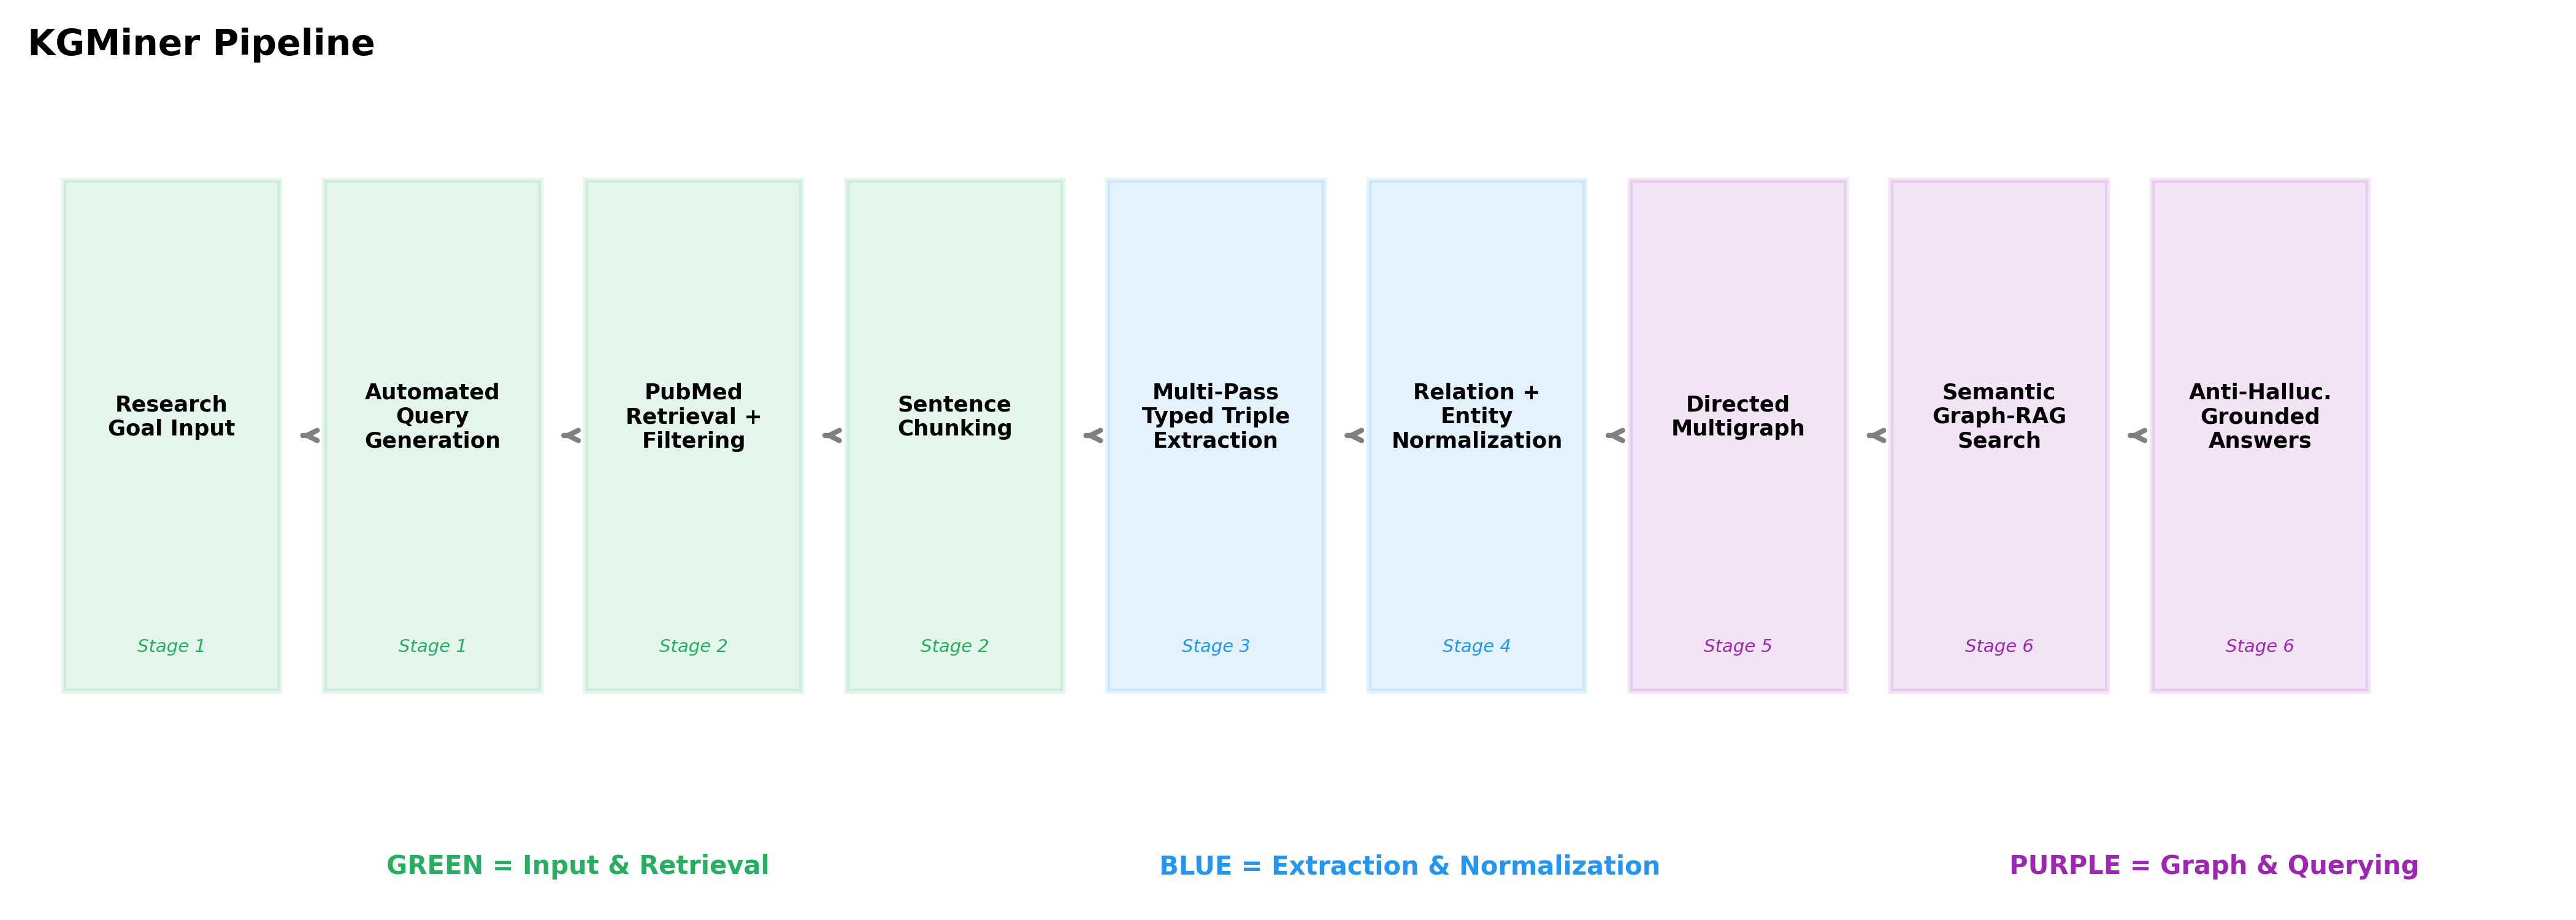 KGMiner Pipeline
Research
Goal Input
Stage 1
Automated
Query
Generation
Stage 1
PubMed
Retrieval +
Filtering
Stage 2
Sentence
Chunking
Stage 2
Multi-Pass
Typed Triple
Extraction
Stage 3
Relation +
Entity
Normalization
Stage 4
Directed
Multigraph
Stage 5
Semantic
Graph-RAG
Search
Stage 6
Anti-Halluc.
Grounded
Answers
Stage 6
GREEN = Input & Retrieval
BLUE = Extraction & Normalization
PURPLE = Graph & Querying